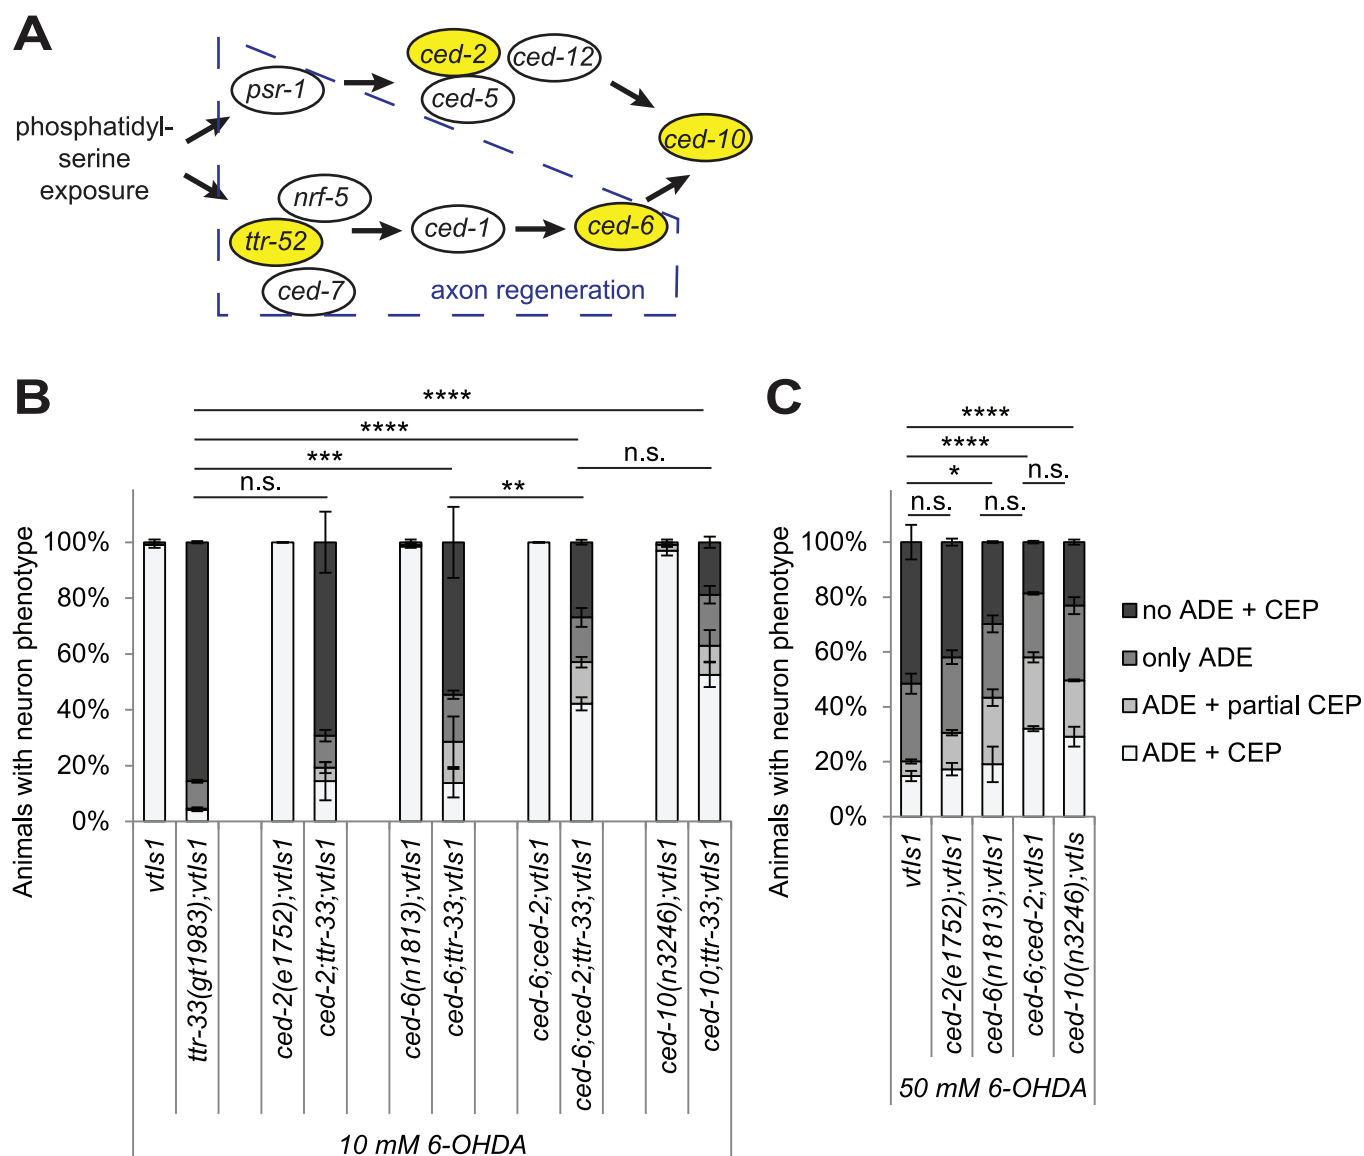 A
psr-1
ced-2
ced-12
ced-5
ced-10
phosphatidyl-
serine
exposure
nrf-5
ttr-52
ced-7
ced-1
ced-6
axon regeneration
B
****
****
***
n.s.
**
n.s.
Animals with neuron phenotype
100%
80%
60%
40%
20%
0%
vtIs1
ttr-33(gt1983);vtIs1
ced-2(e1752);vtIs1
ced-2;ttr-33;vtIs1
ced-6(n1813);vtIs1
ced-6;ttr-33;vtIs1
ced-6;ced-2;vtIs1
ced-6;ced-2;ttr-33;vtIs1
ced-10(n3246);vtIs1
ced-10;ttr-33;vtIs1
10 mM 6-OHDA
C
****
****
*
n.s.
n.s.
n.s.
Animals with neuron phenotype
100%
80%
60%
40%
20%
0%
vtIs1
ced-2(e1752);vtIs1
ced-6(n1813);vtIs1
ced-6;ced-2;vtIs1
ced-10(n3246);vtIs
50 mM 6-OHDA
no ADE + CEP
only ADE
ADE + partial CEP
ADE + CEP